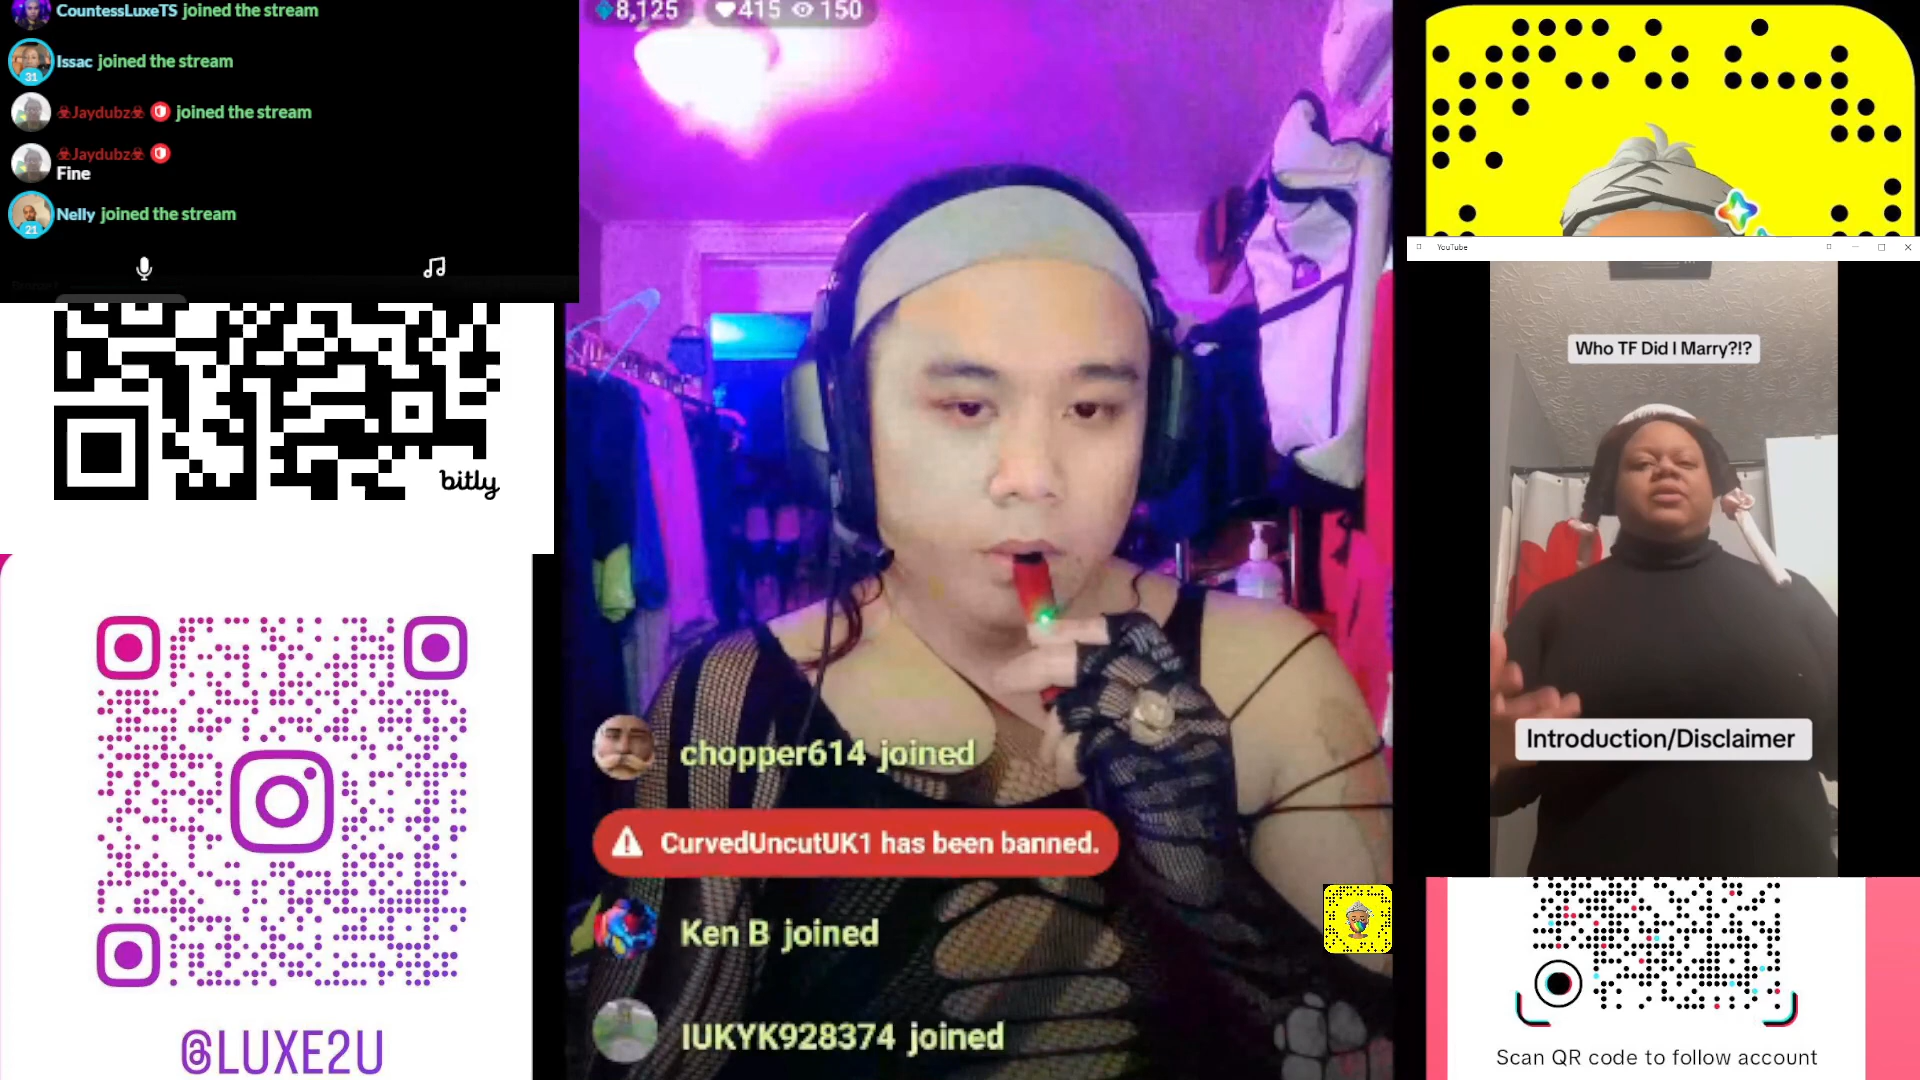 CountessLuxeTS joined the stream
Issac joined the stream
31
☣Jaydubz☣ joined the stream
☣Jaydubz☣
Fine
Nelly joined the stream
21
bitly
@LUXE2U
8,125 415 150
chopper614 joined
CurvedUncutUK1 has been banned.
Ken B joined
IUKYK928374 joined
YouTube
Who TF Did I Marry?!?
Introduction/Disclaimer
Scan QR code to follow account